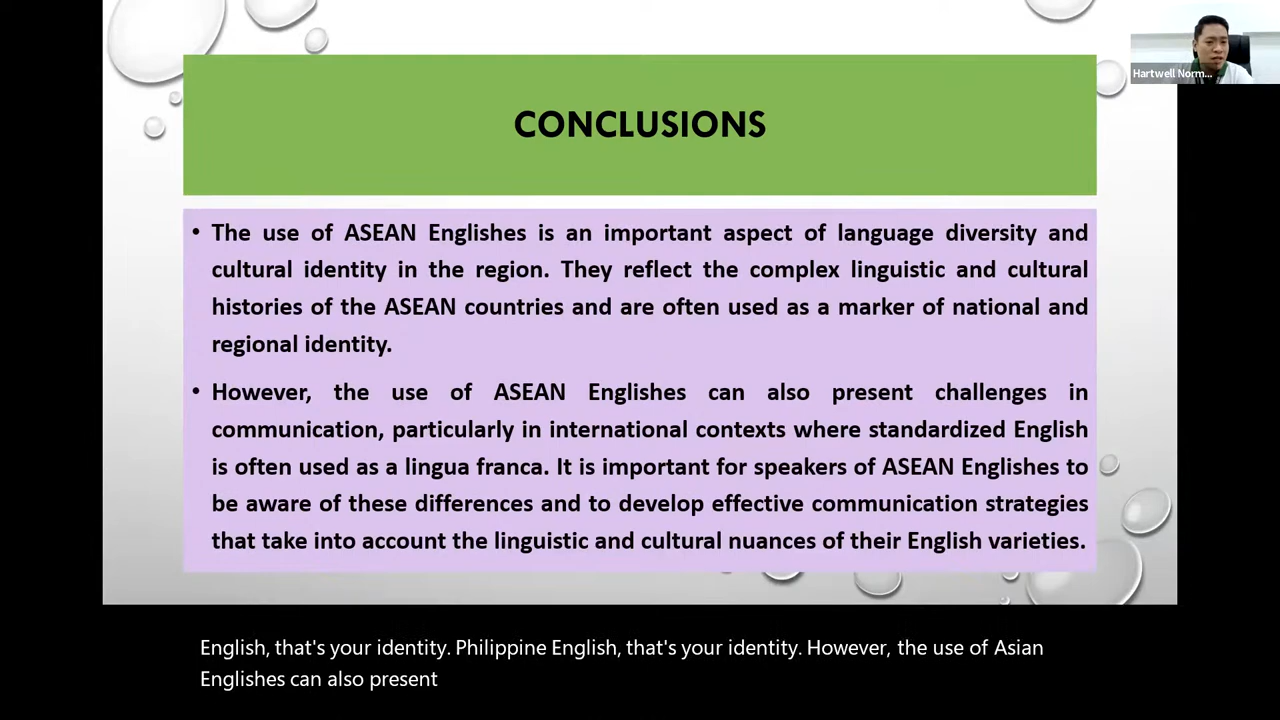 CONCLUSIONS
Hartwell Norm...
• The use of ASEAN Englishes is an important aspect of language diversity and
cultural identity in the region. They reflect the complex linguistic and cultural
histories of the ASEAN countries and are often used as a marker of national and
regional identity.
• However, the use of ASEAN Englishes can also present challenges in
communication, particularly in international contexts where standardized English
is often used as a lingua franca. It is important for speakers of ASEAN Englishes to
be aware of these differences and to develop effective communication strategies
that take into account the linguistic and cultural nuances of their English varieties.
English, that's your identity. Philippine English, that's your identity. However, the use of Asian
Englishes can also present